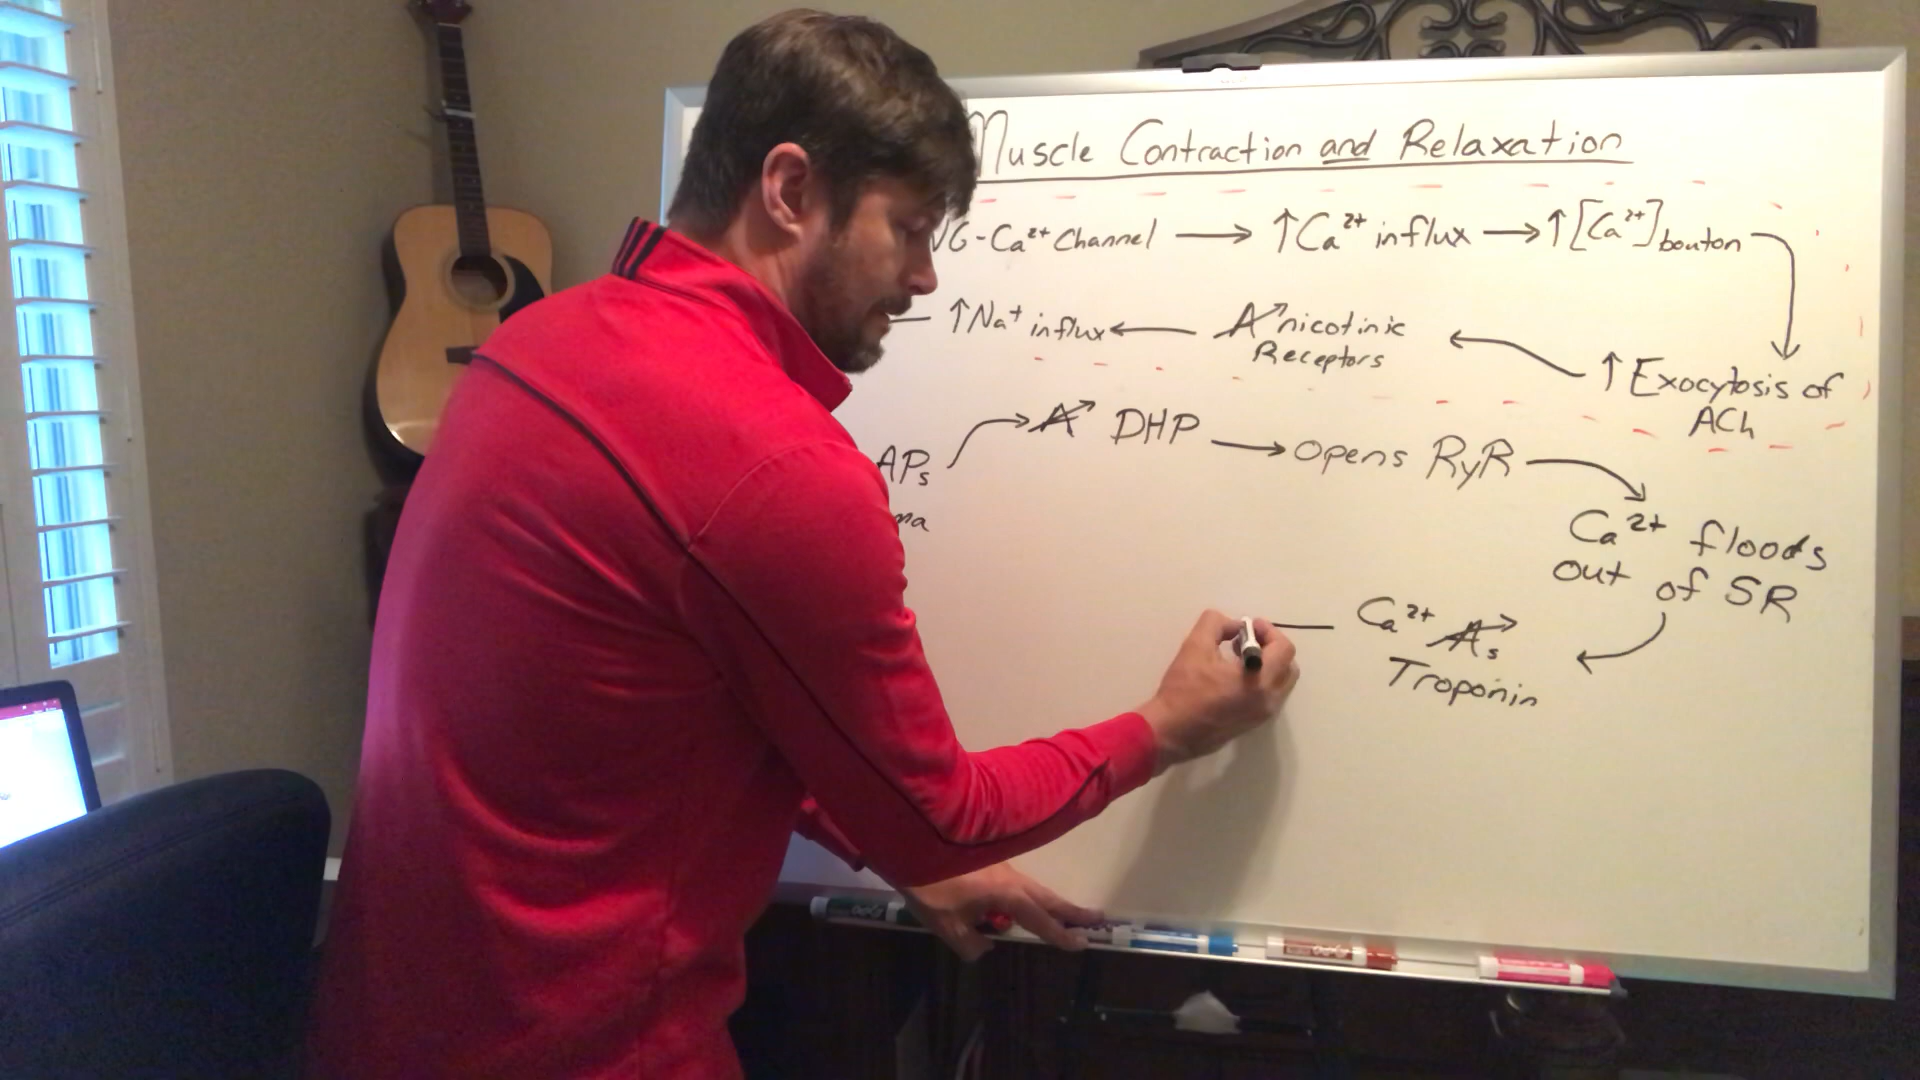 Muscle Contraction and Relaxation
VG-Ca²⁺ Channel → ↑Ca²⁺ influx → ↑[Ca²⁺]bouton
↑Na⁺ influx ← A↗ nicotinic
Receptors
↑ Exocytosis of
ACh
APs → A↗ DHP → Opens RyR →
Ca²⁺ floods
out of SR
Ca²⁺ A↗s
Troponin